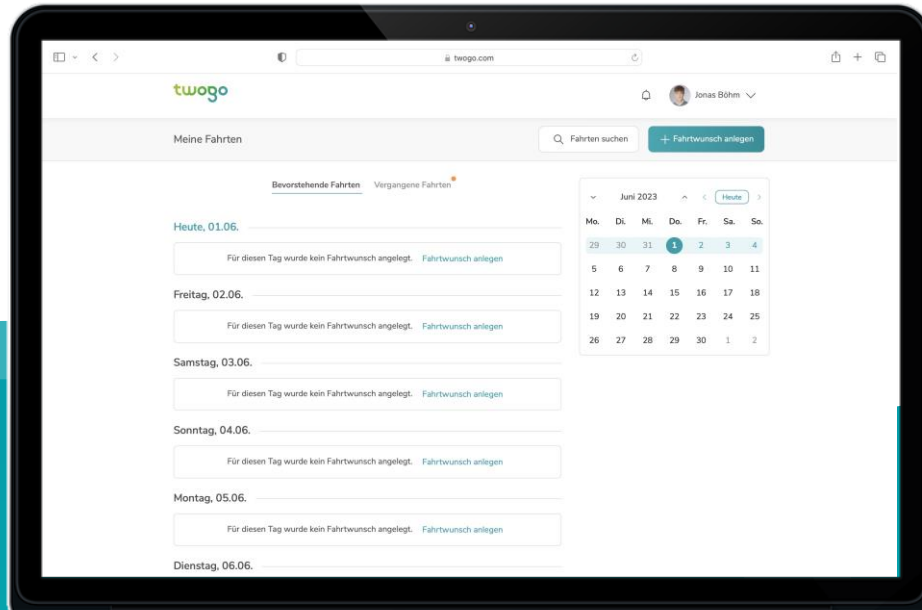 twogo.com
twogo
Jonas Böhm
Meine Fahrten
Fahrten suchen
+ Fahrtwunsch anlegen
Bevorstehende Fahrten Vergangene Fahrten
Heute, 01.06.
Für diesen Tag wurde kein Fahrtwunsch angelegt. Fahrtwunsch anlegen
Freitag, 02.06.
Für diesen Tag wurde kein Fahrtwunsch angelegt. Fahrtwunsch anlegen
Samstag, 03.06.
Für diesen Tag wurde kein Fahrtwunsch angelegt. Fahrtwunsch anlegen
Sonntag, 04.06.
Für diesen Tag wurde kein Fahrtwunsch angelegt. Fahrtwunsch anlegen
Montag, 05.06.
Für diesen Tag wurde kein Fahrtwunsch angelegt. Fahrtwunsch anlegen
Dienstag, 06.06.
Juni 2023 Heute
Mo. Di. Mi. Do. Fr. Sa. So.
29 30 31 1 2 3 4
5 6 7 8 9 10 11
12 13 14 15 16 17 18
19 20 21 22 23 24 25
26 27 28 29 30 1 2